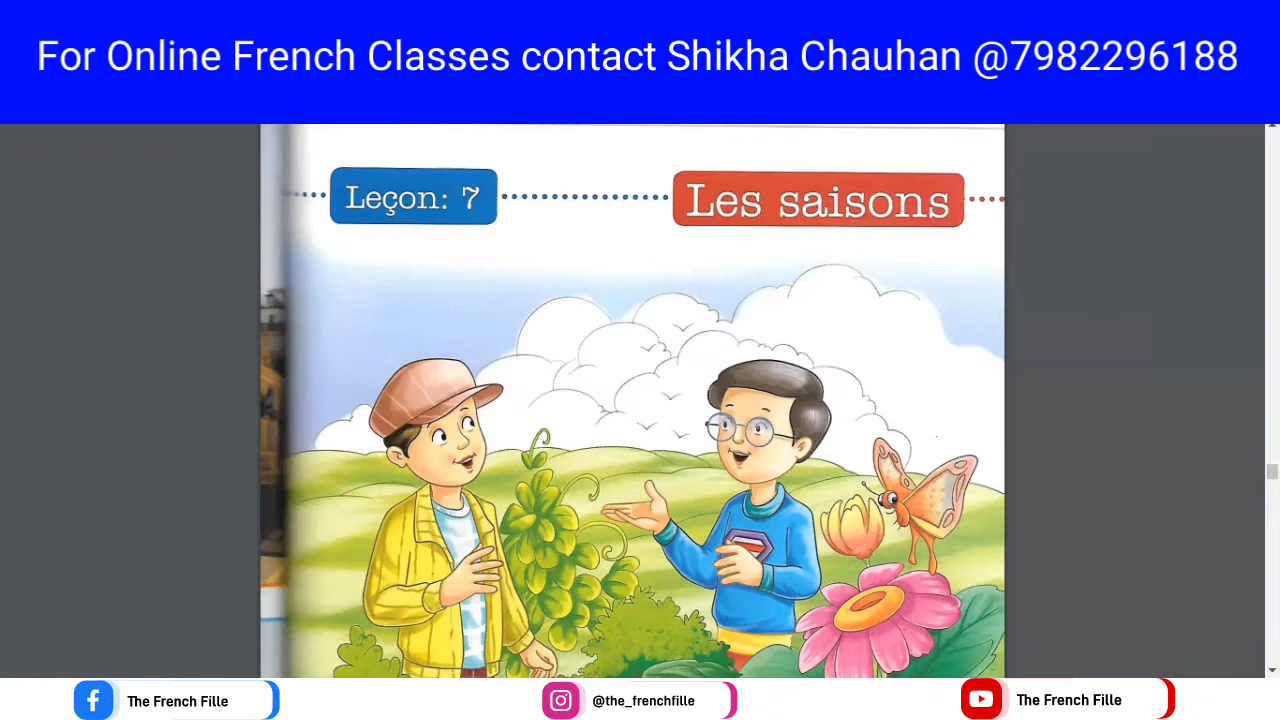 For Online French Classes contact Shikha Chauhan @7982296188
Leçon: 7
Les saisons
The French Fille
@the_frenchfille
The French Fille